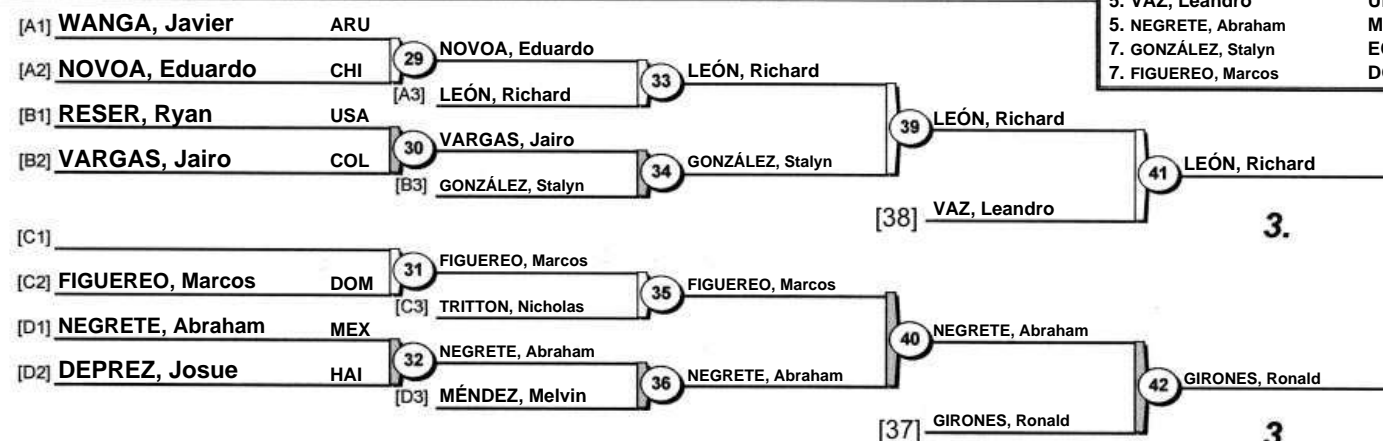 5. VAZ, Leandro
5. NEGRETE, Abraham M
7. GONZÁLEZ, Stalyn
7. FIGUEREO, Marcos
[A1] WANGA, Javier ARU
29
NOVOA, Eduardo
[A2] NOVOA, Eduardo CHI
33
LEÓN, Richard
[A3] LEÓN, Richard
[B1] RESER, Ryan USA
39
LEÓN, Richard
30
VARGAS, Jairo
[B2] VARGAS, Jairo COL
34
GONZÁLEZ, Stalyn
[B3] GONZÁLEZ, Stalyn
41
LEÓN, Richard
[38] VAZ, Leandro
3.
[C1]
31
FIGUEREO, Marcos
[C2] FIGUEREO, Marcos DOM
35
FIGUEREO, Marcos
[C3] TRITTON, Nicholas
[D1] NEGRETE, Abraham MEX
40
NEGRETE, Abraham
32
NEGRETE, Abraham
[D2] DEPREZ, Josue HAI
36
NEGRETE, Abraham
[D3] MÉNDEZ, Melvin
42
GIRONES, Ronald
[37] GIRONES, Ronald
3